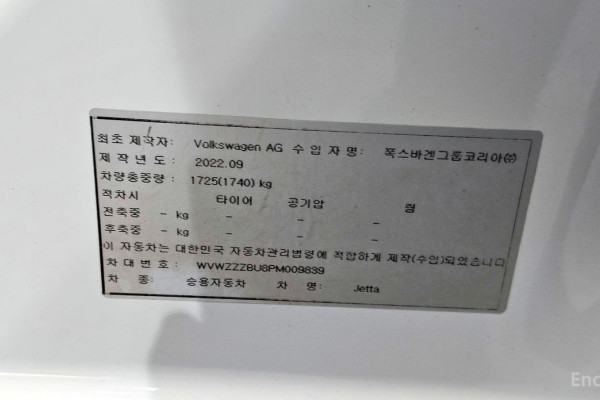 최초 제작자: Volkswagen AG 수 입 자 명: 폭스바겐그룹코리아㈜
제 작 년 도 : 2022.09
차량총중량 : 1725(1740) kg
적차시 타이어 공기압 림
전축중 - kg - - -
후축중 - kg - - -
이 자동차는 대한민국 자동차관리법령에 적합하게 제작(수입)되었습니다
차 대 번 호 : WVWZZZBU8PM009839
차 종: 승용자동차 차 명: Jetta
Enc